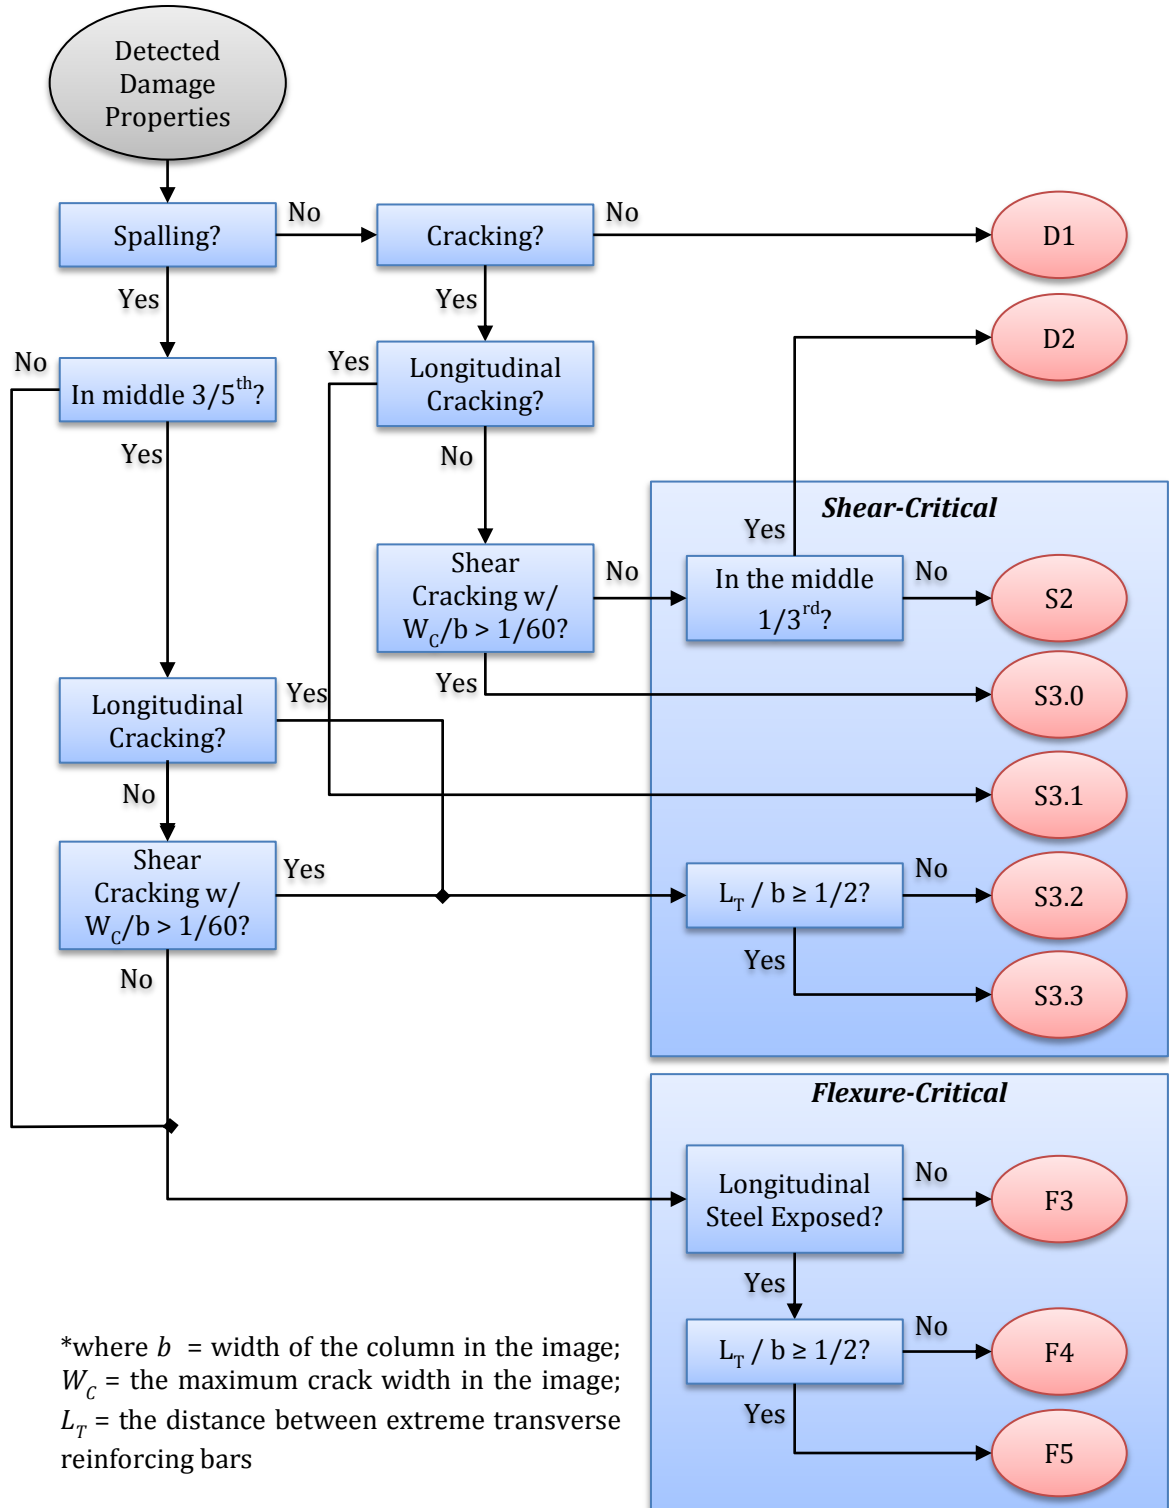 Detected
Damage
Properties
Spalling?
No
Cracking?
No
D1
Yes
Yes
D2
No
In middle 3/5th?
Yes
Longitudinal
Cracking?
Yes
No
Shear-Critical
Yes
Shear
Cracking w/
WC/b > 1/60?
No
In the middle
1/3rd?
No
S2
Yes
S3.0
Longitudinal
Cracking?
Yes
No
S3.1
Shear
Cracking w/
WC/b > 1/60?
Yes
LT / b ≥ 1/2?
No
S3.2
No
Yes
S3.3
Flexure-Critical
Longitudinal
Steel Exposed?
No
F3
Yes
LT / b ≥ 1/2?
No
F4
Yes
F5
*where b = width of the column in the image;
WC = the maximum crack width in the image;
LT = the distance between extreme transverse
reinforcing bars